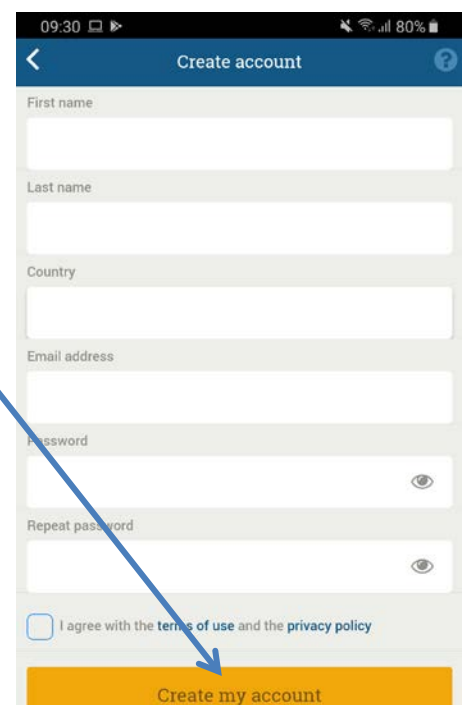 09:30 80%
Create account ?
First name
Last name
Country
Email address
Password
Repeat password
I agree with the terms of use and the privacy policy
Create my account